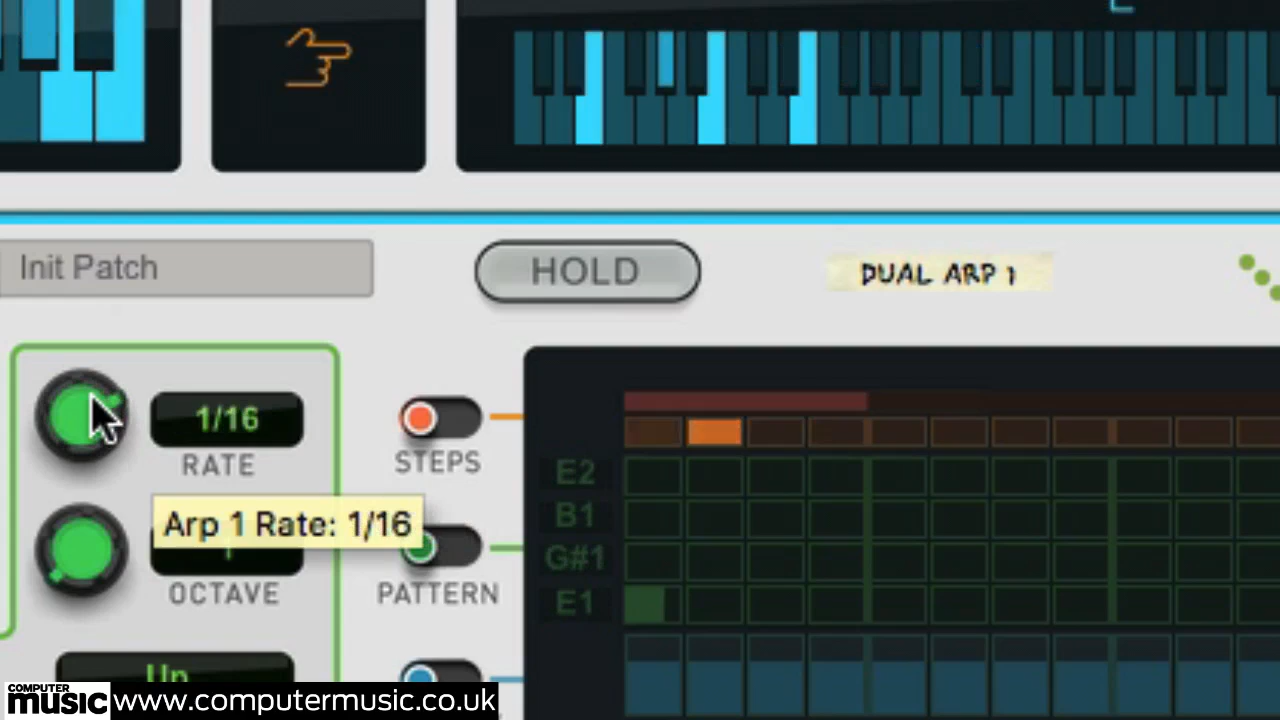 Init Patch
HOLD
DUAL ARP 1
1/16
RATE
STEPS
Arp 1 Rate: 1/16
OCTAVE
PATTERN
E2
B1
G#1
E1
Up
COMPUTER
music
www.computermusic.co.uk